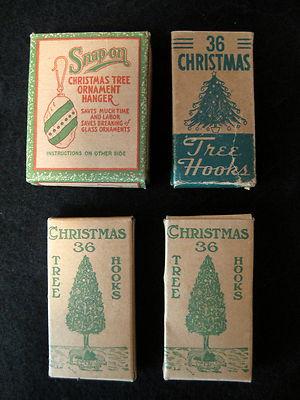 Snap-on
CHRISTMAS TREE
ORNAMENT
HANGER
SAVES MUCH TIME
AND LABOR
SAVES BREAKING of
GLASS ORNAMENTS
INSTRUCTIONS ON OTHER SIDE
36
CHRISTMAS
Tree
Hooks
CHRISTMAS
36
TREE
HOOKS
CHRISTMAS
36
TREE
HOOKS